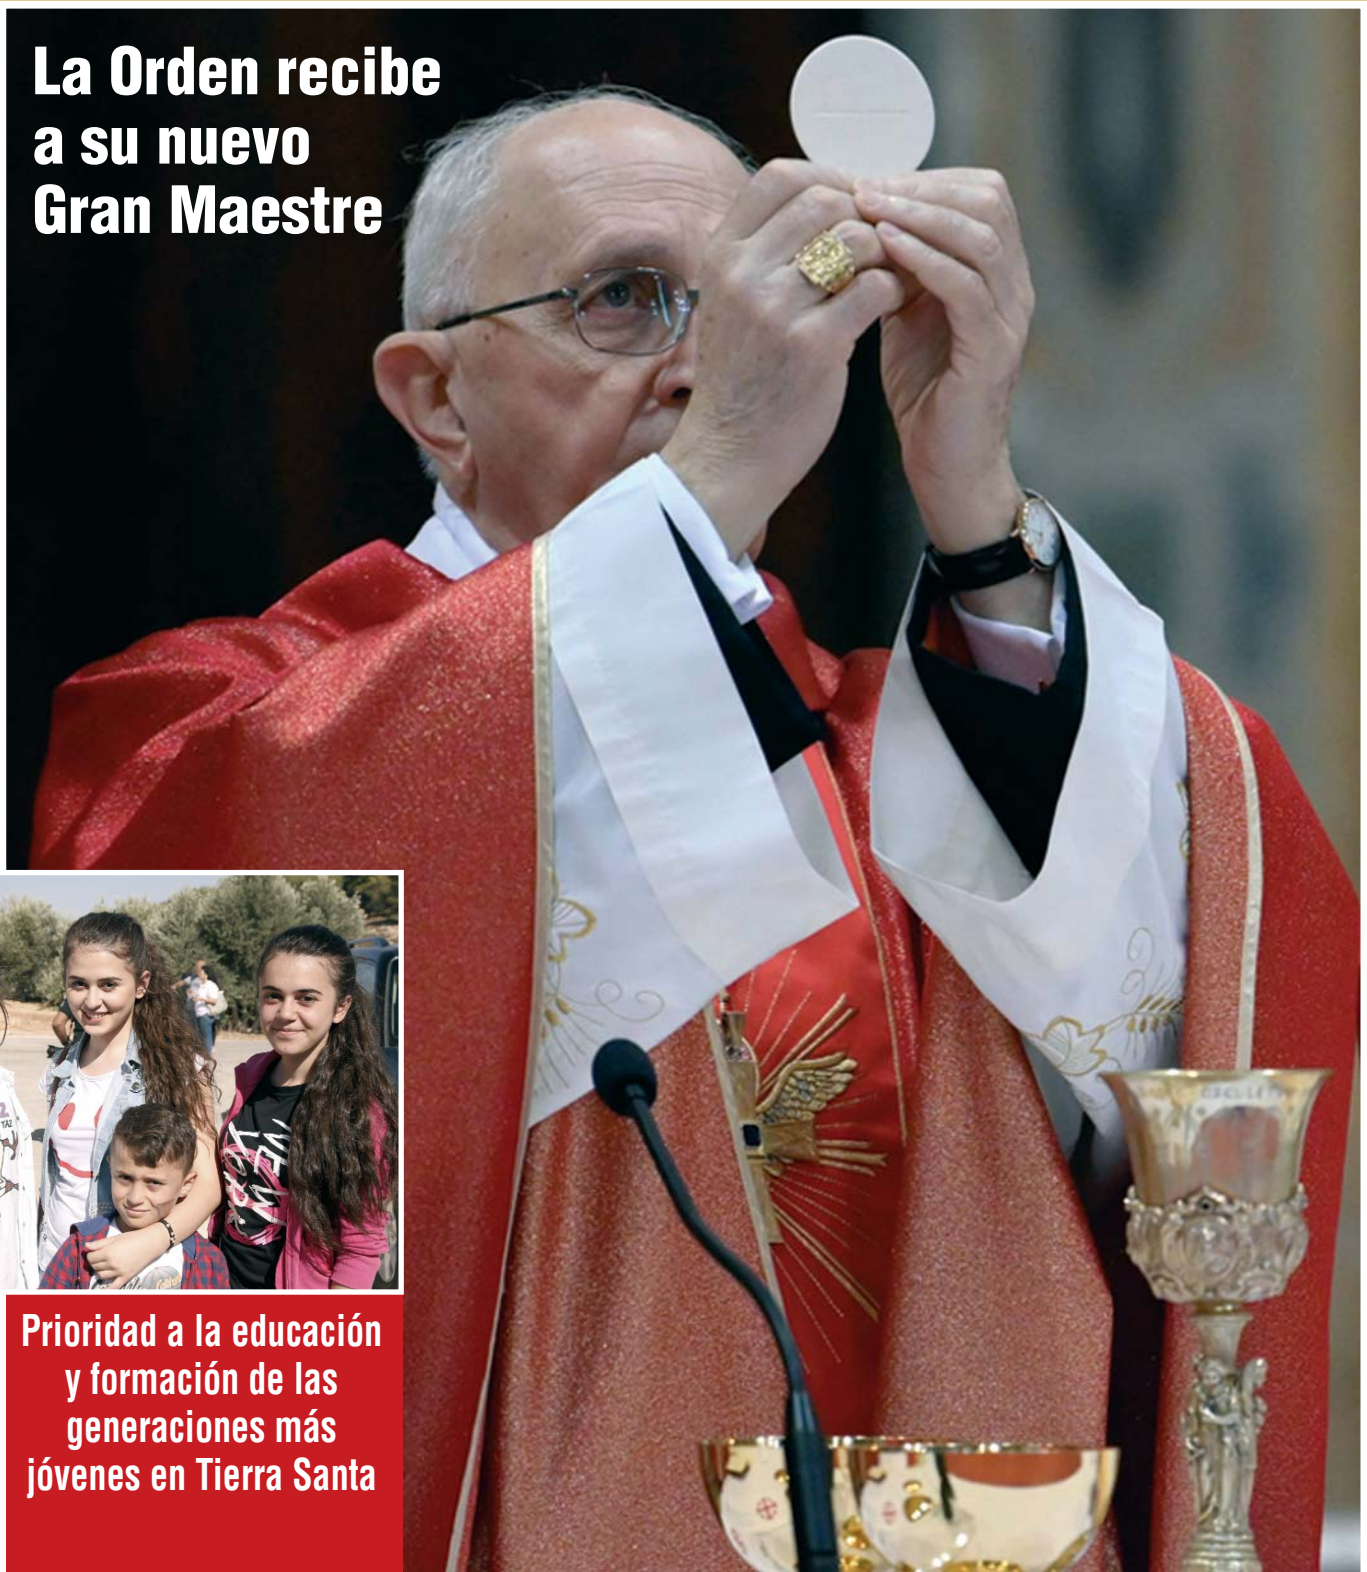 La Orden recibe
a su nuevo
Gran Maestre
Prioridad a la educación
y formación de las
generaciones más
jóvenes en Tierra Santa